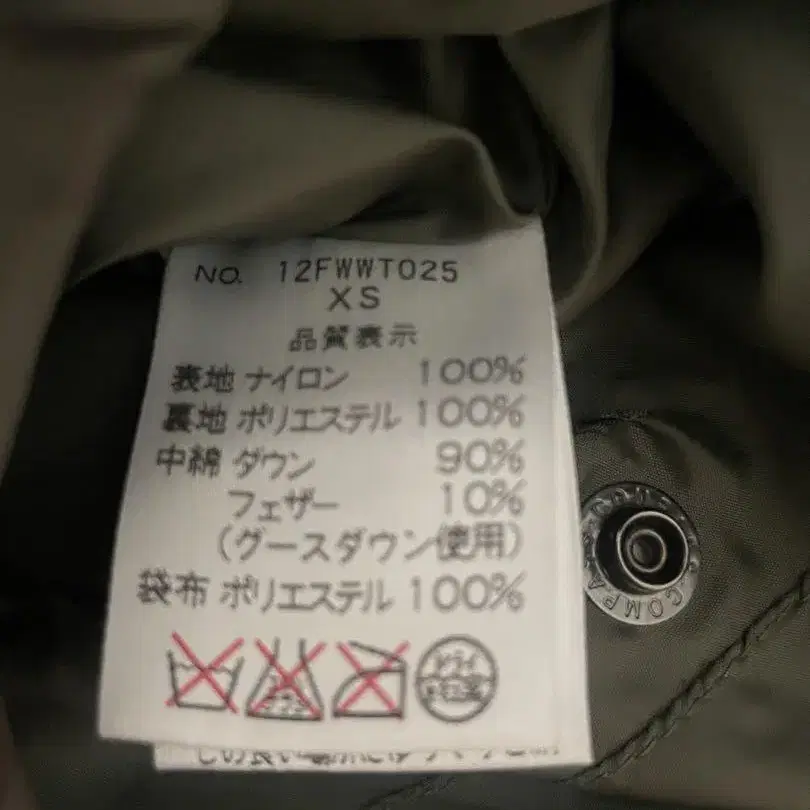 NO. 12FWWT025
XS
品質表示
表地 ナイロン 100%
裏地 ポリエステル 100%
中綿 ダウン 90%
フェザー 10%
(グースダウン使用)
袋布 ポリエステル 100%
ドライ